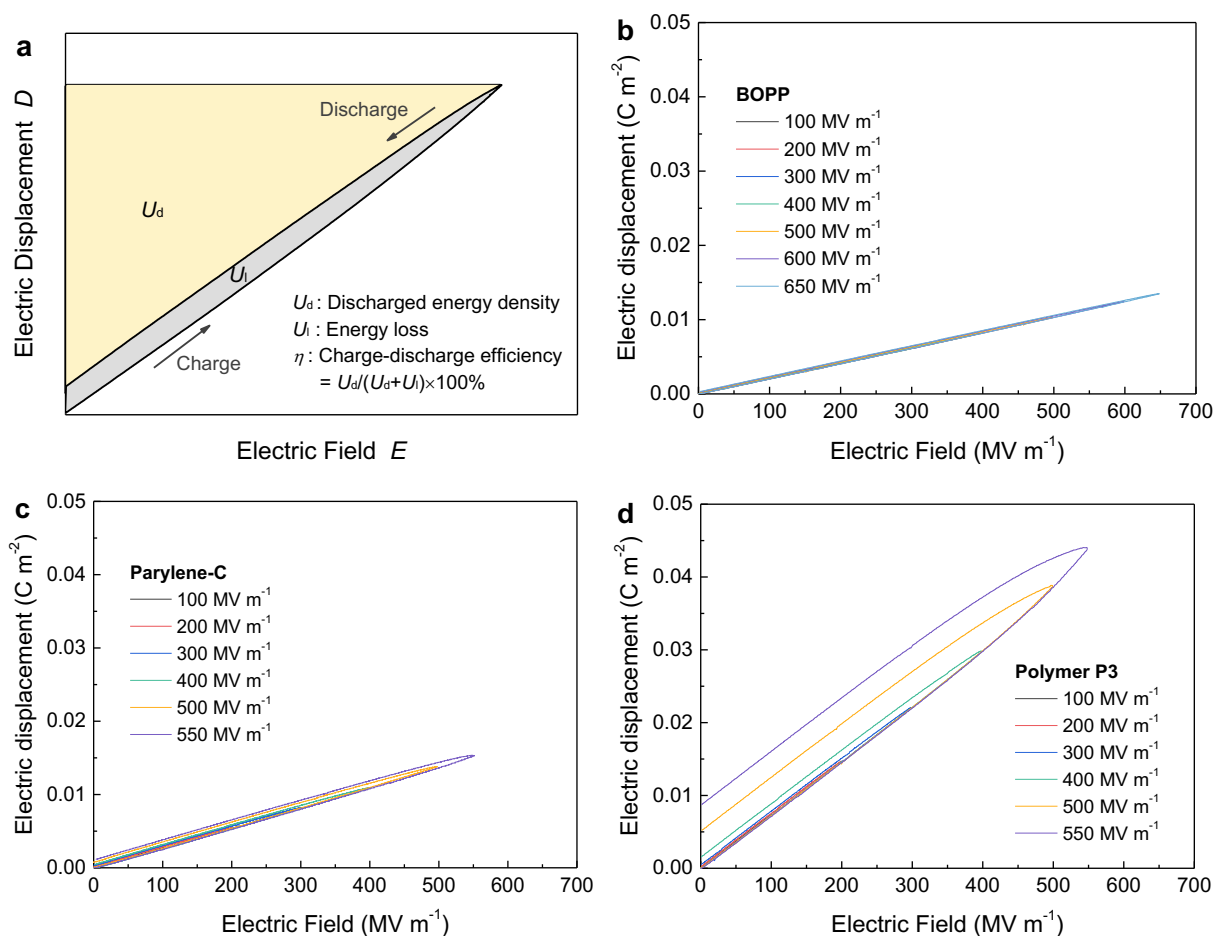 a
Electric Displacement D
Discharge
Ud
Ul
Charge
Ud : Discharged energy density
Ul : Energy loss
η : Charge-discharge efficiency
= Ud/(Ud+Ul)×100%
Electric Field E
b
Electric displacement (C m⁻²)
0.05
0.04
0.03
0.02
0.01
0.00
BOPP
100 MV m⁻¹
200 MV m⁻¹
300 MV m⁻¹
400 MV m⁻¹
500 MV m⁻¹
600 MV m⁻¹
650 MV m⁻¹
0 100 200 300 400 500 600 700
Electric Field (MV m⁻¹)
c
Electric displacement (C m⁻²)
0.05
0.04
0.03
0.02
0.01
0.00
Parylene-C
100 MV m⁻¹
200 MV m⁻¹
300 MV m⁻¹
400 MV m⁻¹
500 MV m⁻¹
550 MV m⁻¹
0 100 200 300 400 500 600 700
Electric Field (MV m⁻¹)
d
Electric displacement (C m⁻²)
0.05
0.04
0.03
0.02
0.01
0.00
Polymer P3
100 MV m⁻¹
200 MV m⁻¹
300 MV m⁻¹
400 MV m⁻¹
500 MV m⁻¹
550 MV m⁻¹
0 100 200 300 400 500 600 700
Electric Field (MV m⁻¹)